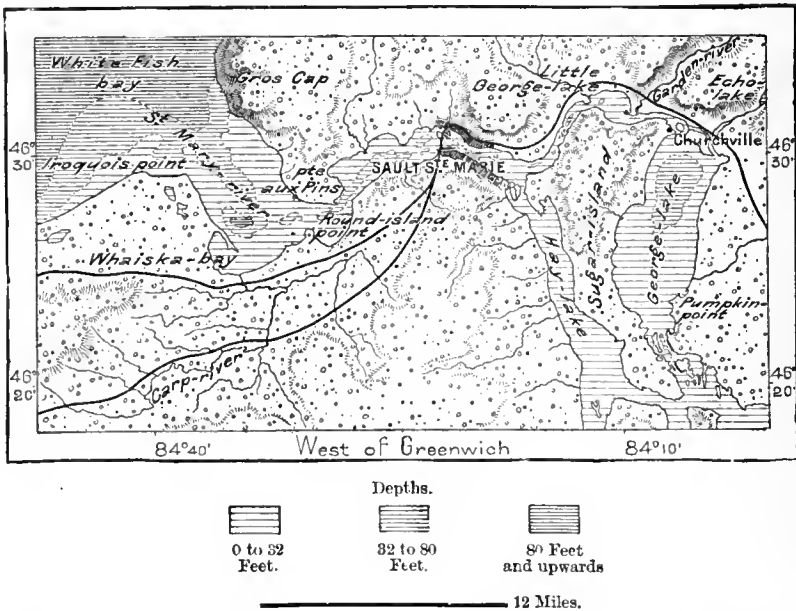 White Fish
bay
Gros Cap
Little
George-lake
Garden-river
Echo-
lake
46°
30'
Iroquois point
St Mary-river
pte
aux Pins
SAULT STE MARIE
Churchville
46°
30'
Round-island
point
Whaiska-bay
Hay-lake
Sugar-island
George-lake
Pumpkin-
point
Carp-river
46°
20'
46°
20'
84°40' West of Greenwich 84°10'
Depths.
0 to 32
Feet.
32 to 80
Feet.
80 Feet
and upwards
12 Miles.